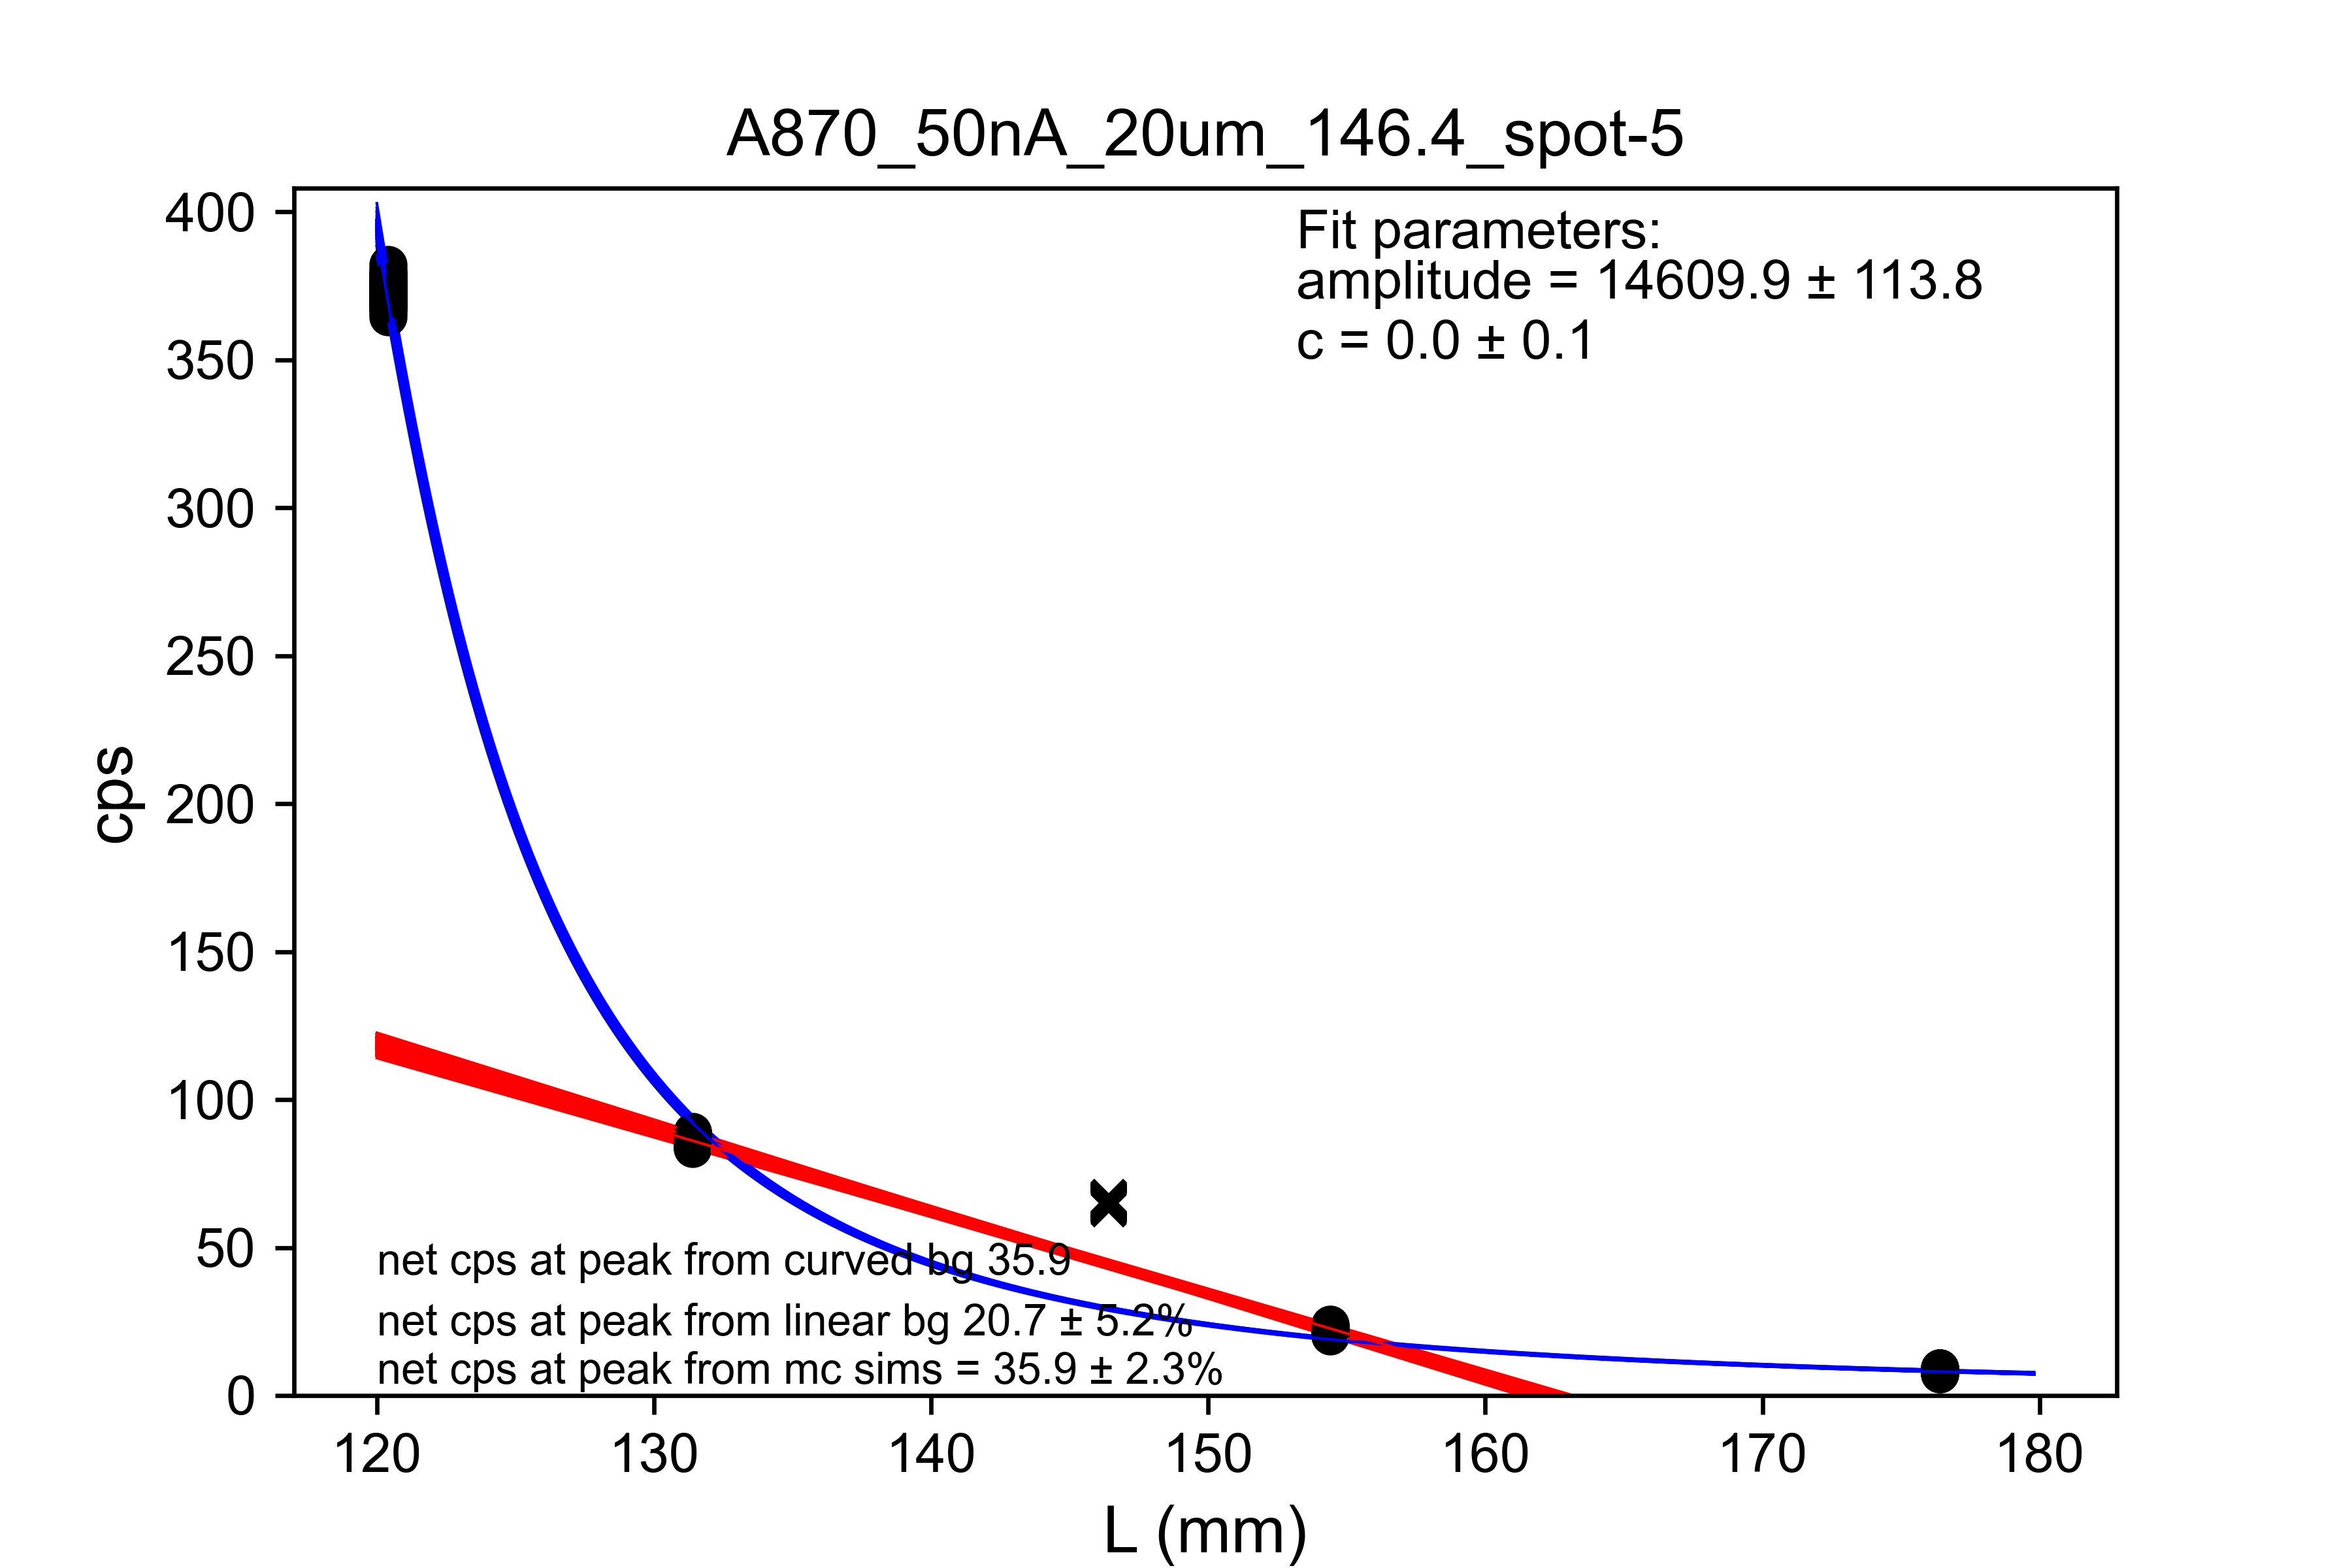 A870_50nA_20um_146.4_spot-5
Fit parameters:
amplitude = 14609.9 ± 113.8
c = 0.0 ± 0.1
400
350
300
250
200
150
100
50
0
cps
net cps at peak from curved bg 35.9
net cps at peak from linear bg 20.7 ± 5.2%
net cps at peak from mc sims = 35.9 ± 2.3%
120 130 140 150 160 170 180
L (mm)